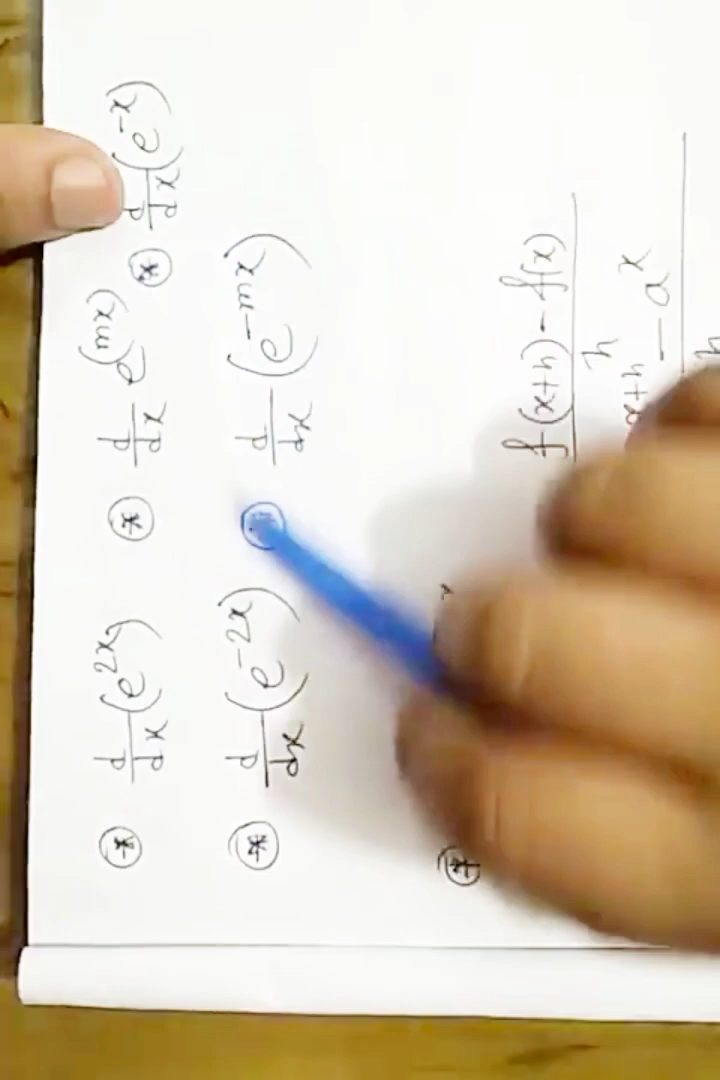 ⊛ d/dx (e^{2x}) ⊛ d/dx e^{(mx)} ⊛ d/dx (e^{-x})
⊛ d/dx (e^{-2x}) ⊛ d/dx (e^{-mx})
⊛ f(x+h) - f(x) / h
x+h - a^x
h